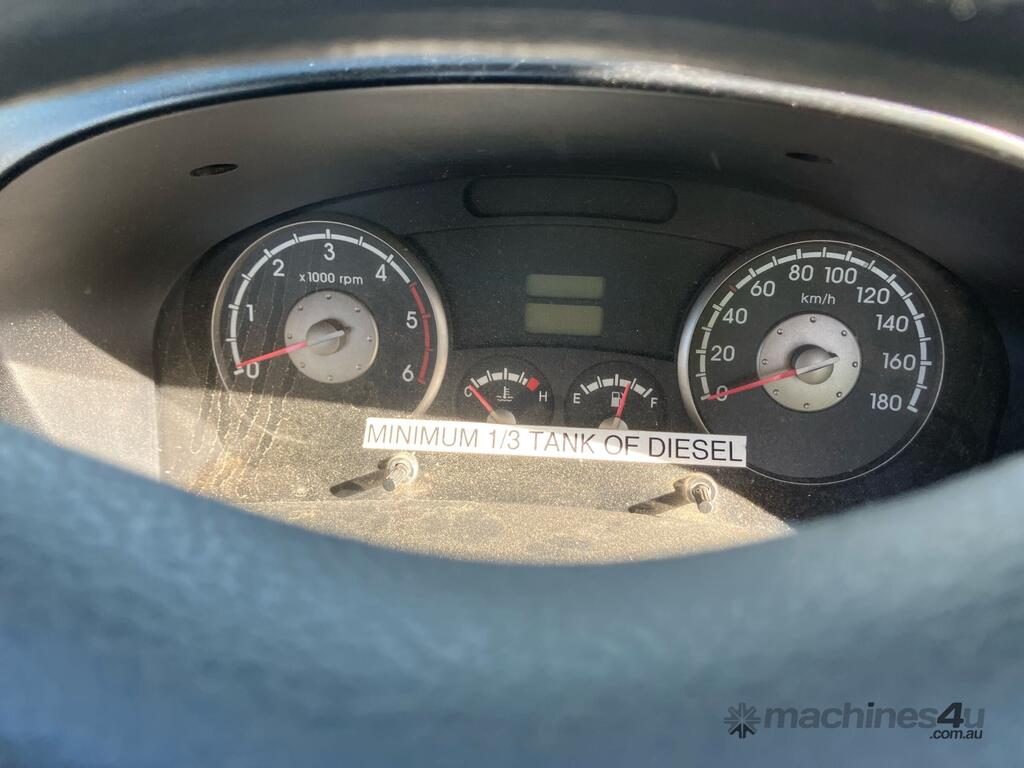 0 1 2 3 4 5 6
x1000 rpm
C H
E F
0 20 40 60 80 100 120 140 160 180
km/h
MINIMUM 1/3 TANK OF DIESEL
machines4u
.com.au